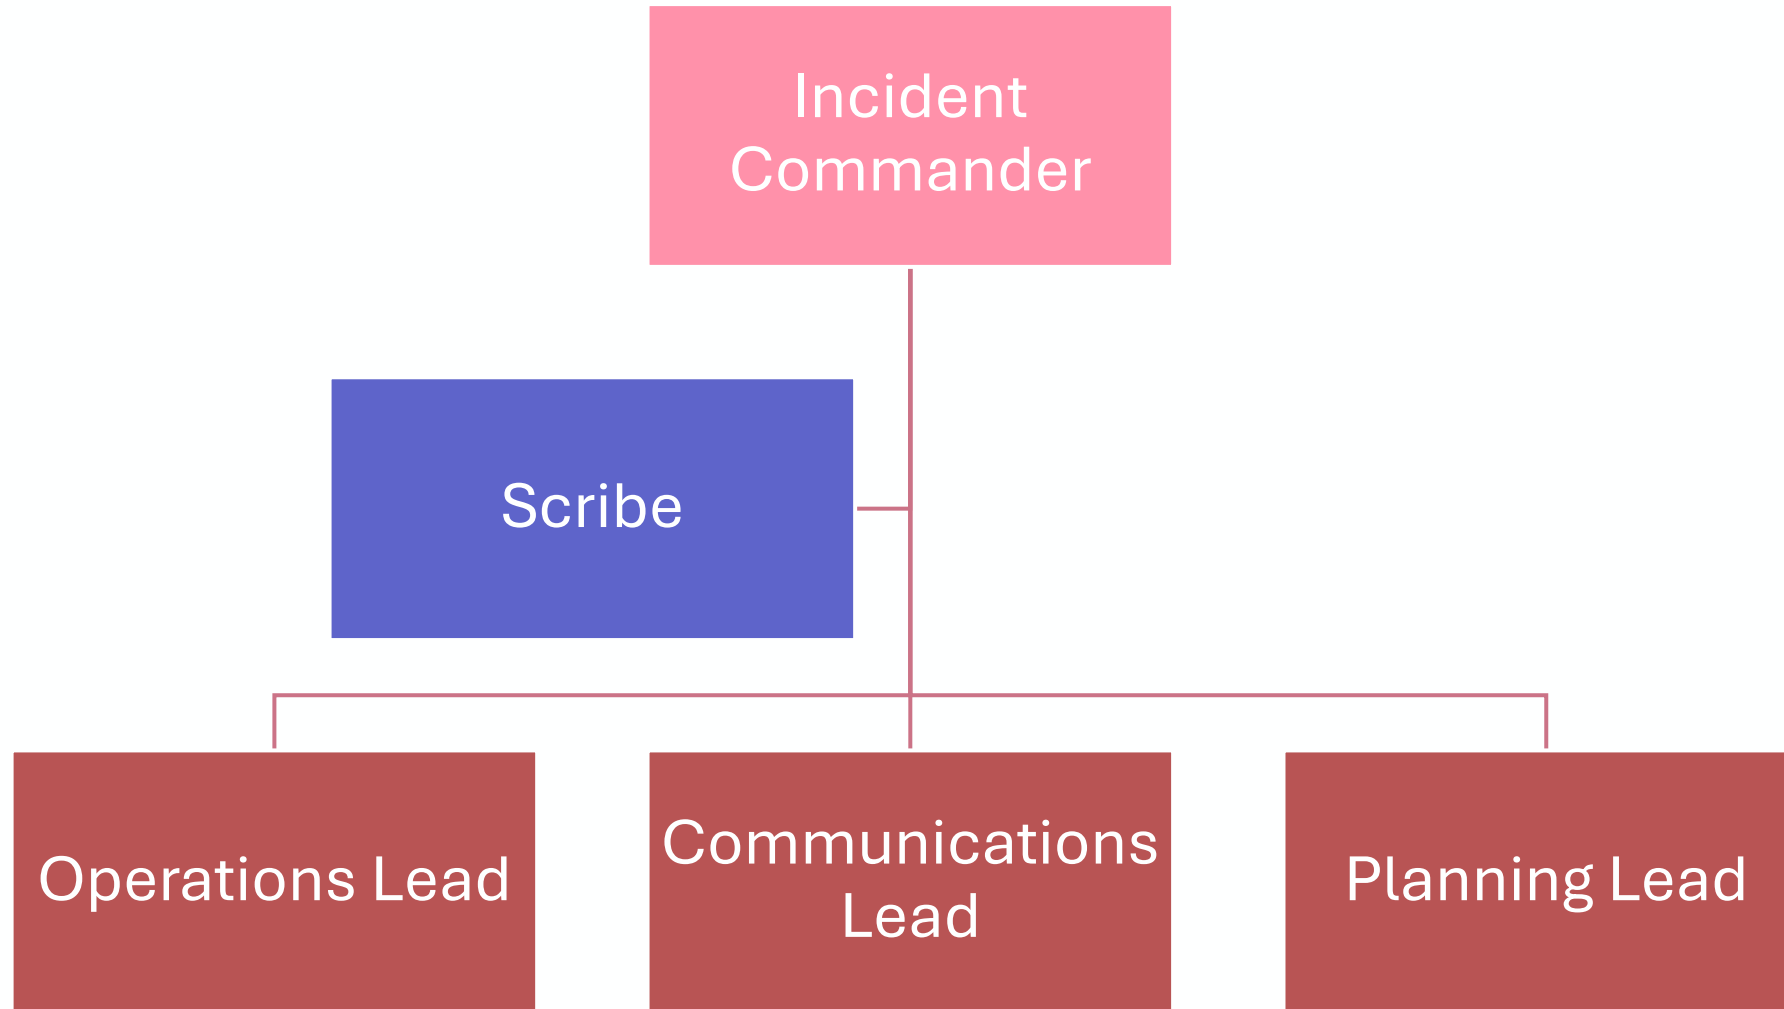 Incident
Commander
Scribe
Operations Lead
Communications
Lead
Planning Lead